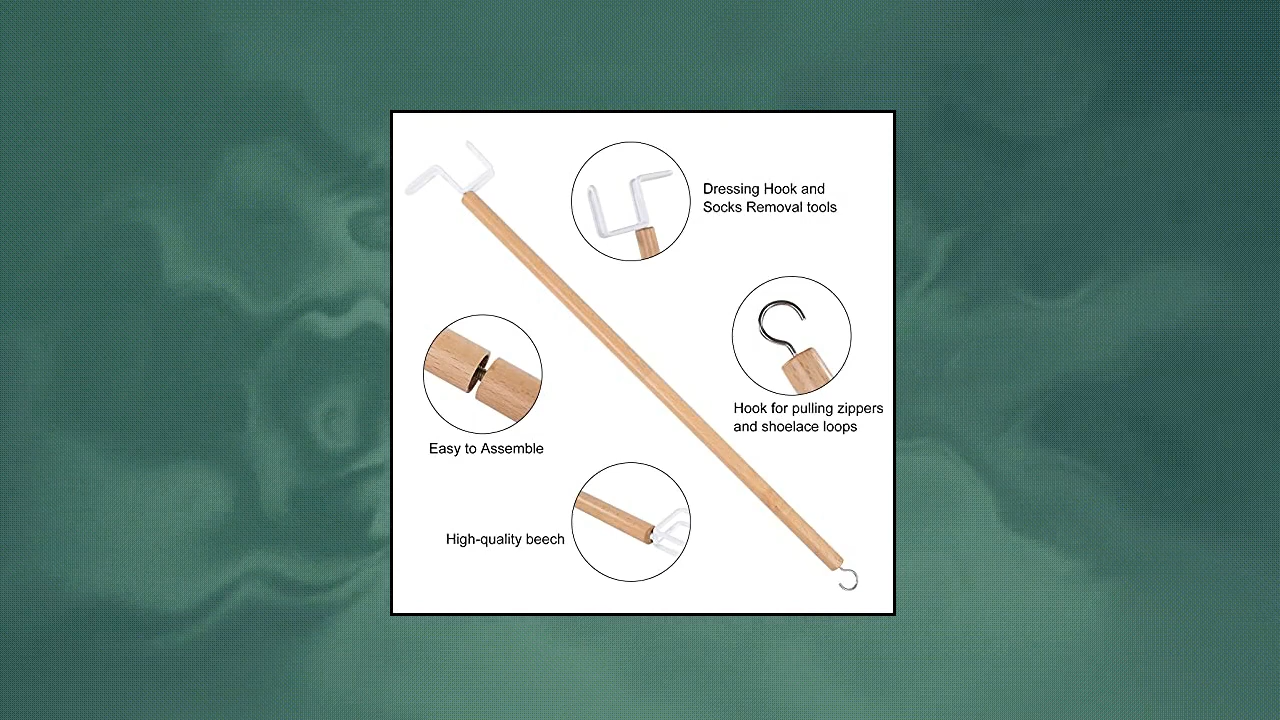 Dressing Hook and
Socks Removal tools
Hook for pulling zippers
and shoelace loops
Easy to Assemble
High-quality beech